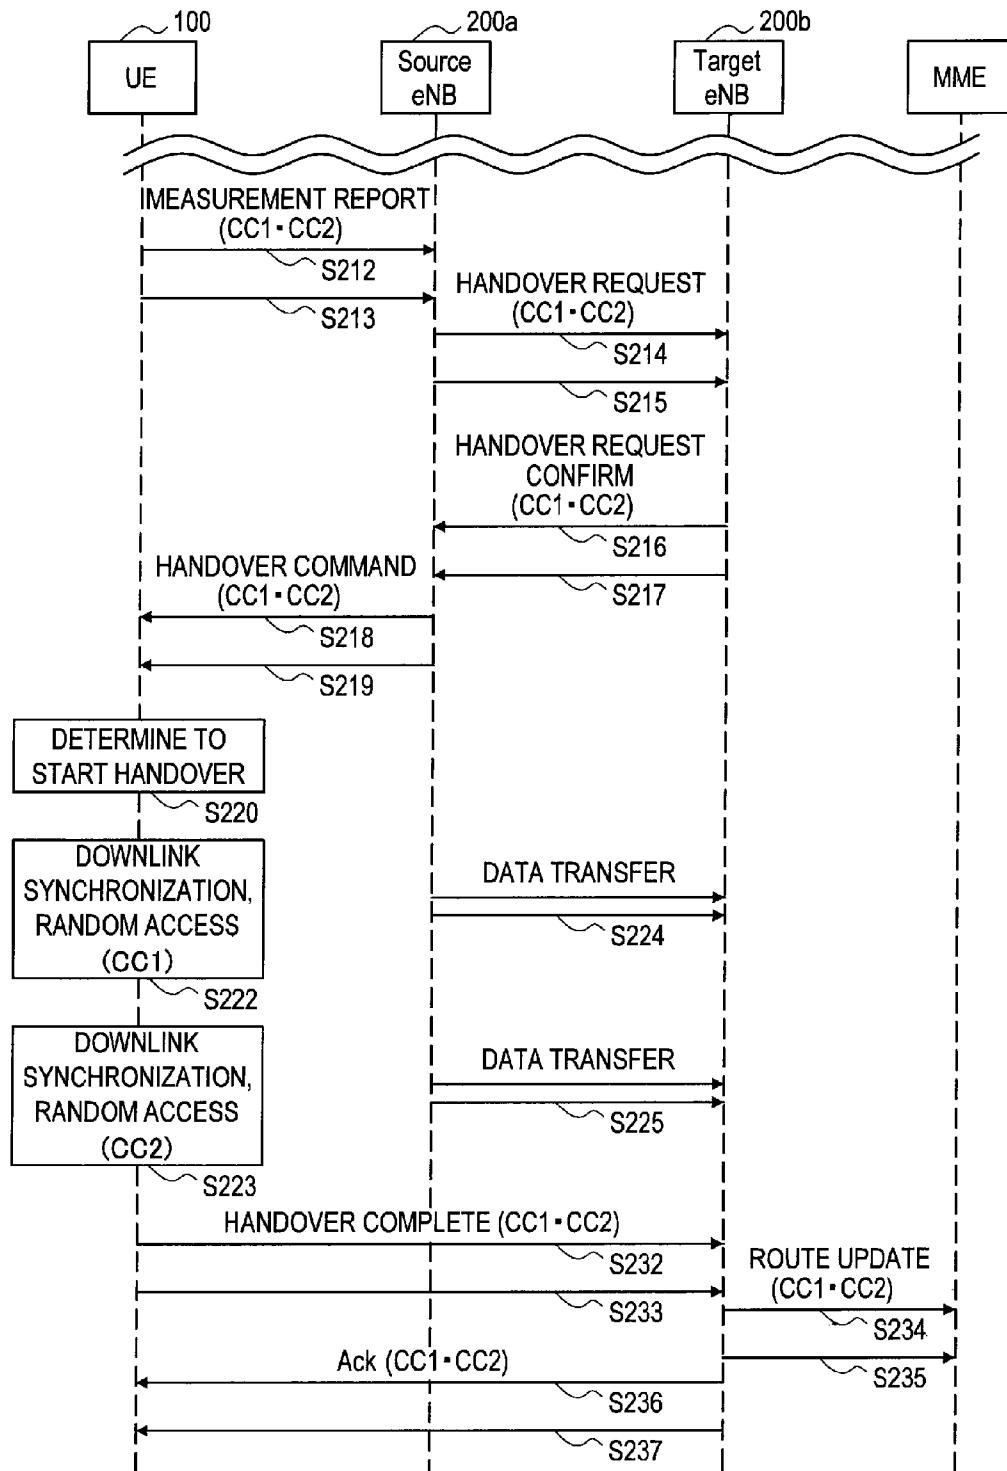 100
200a
200b
UE
Source
eNB
Target
eNB
MME
MEASUREMENT REPORT
(CC1・CC2)
S212
S213
HANDOVER REQUEST
(CC1・CC2)
S214
S215
HANDOVER REQUEST
CONFIRM
(CC1・CC2)
S216
S217
HANDOVER COMMAND
(CC1・CC2)
S218
S219
DETERMINE TO
START HANDOVER
S220
DOWNLINK
SYNCHRONIZATION,
RANDOM ACCESS
(CC1)
S222
DATA TRANSFER
S224
DOWNLINK
SYNCHRONIZATION,
RANDOM ACCESS
(CC2)
S223
DATA TRANSFER
S225
HANDOVER COMPLETE (CC1・CC2)
S232
S233
ROUTE UPDATE
(CC1・CC2)
S234
S235
Ack (CC1・CC2)
S236
S237